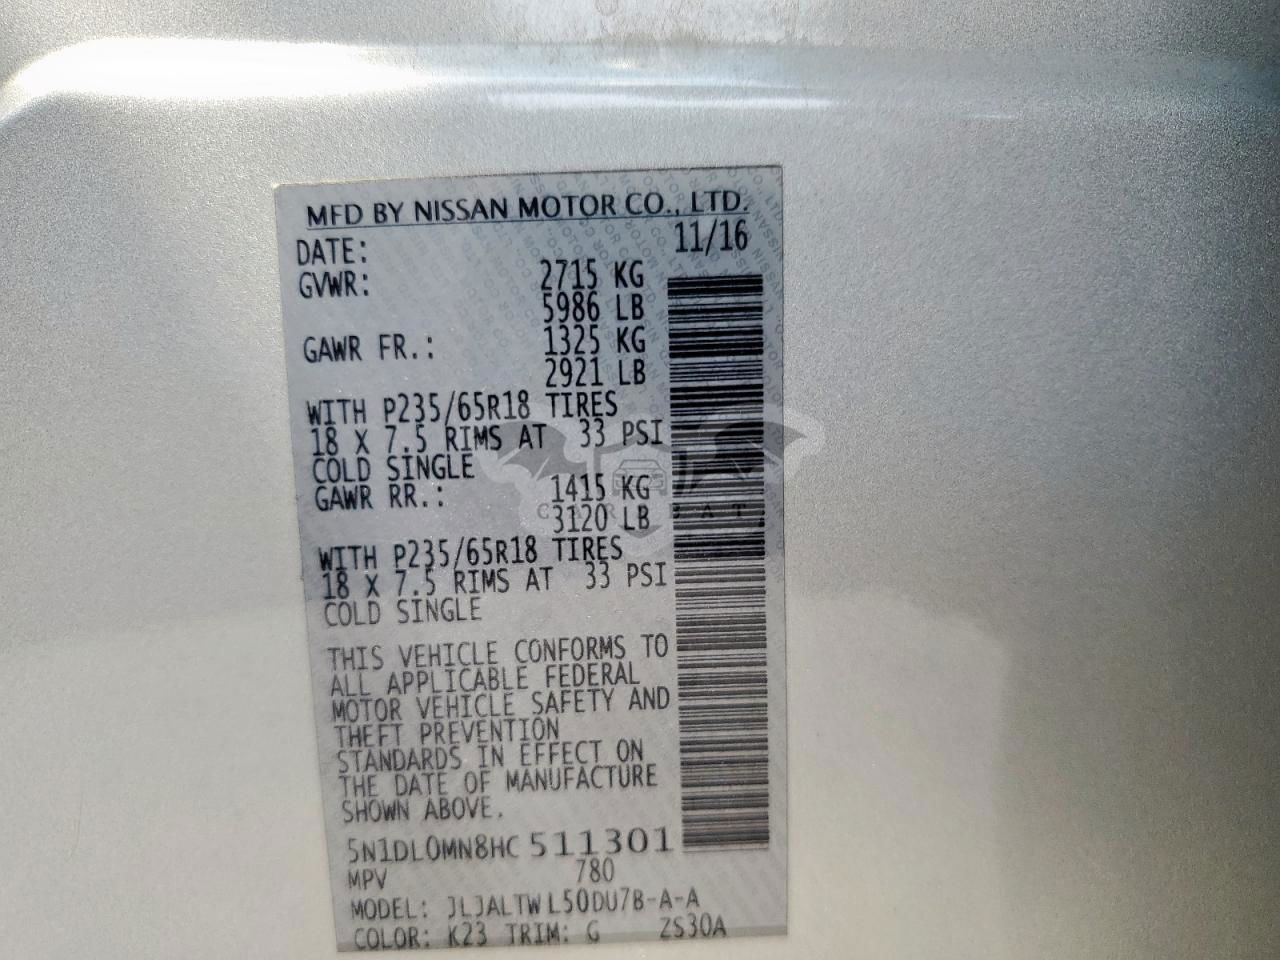 MFD BY NISSAN MOTOR CO., LTD.
DATE: 11/16
GVWR: 2715 KG
5986 LB
GAWR FR.: 1325 KG
2921 LB
WITH P235/65R18 TIRES
18 X 7.5 RIMS AT 33 PSI
COLD SINGLE
GAWR RR.: 1415 KG
3120 LB
WITH P235/65R18 TIRES
18 X 7.5 RIMS AT 33 PSI
COLD SINGLE
THIS VEHICLE CONFORMS TO
ALL APPLICABLE FEDERAL
MOTOR VEHICLE SAFETY AND
THEFT PREVENTION
STANDARDS IN EFFECT ON
THE DATE OF MANUFACTURE
SHOWN ABOVE.
5N1DL0MN8HC511301
MPV 780
MODEL: JLJALTWL50DU7B-A-A
COLOR: K23 TRIM: G ZS30A